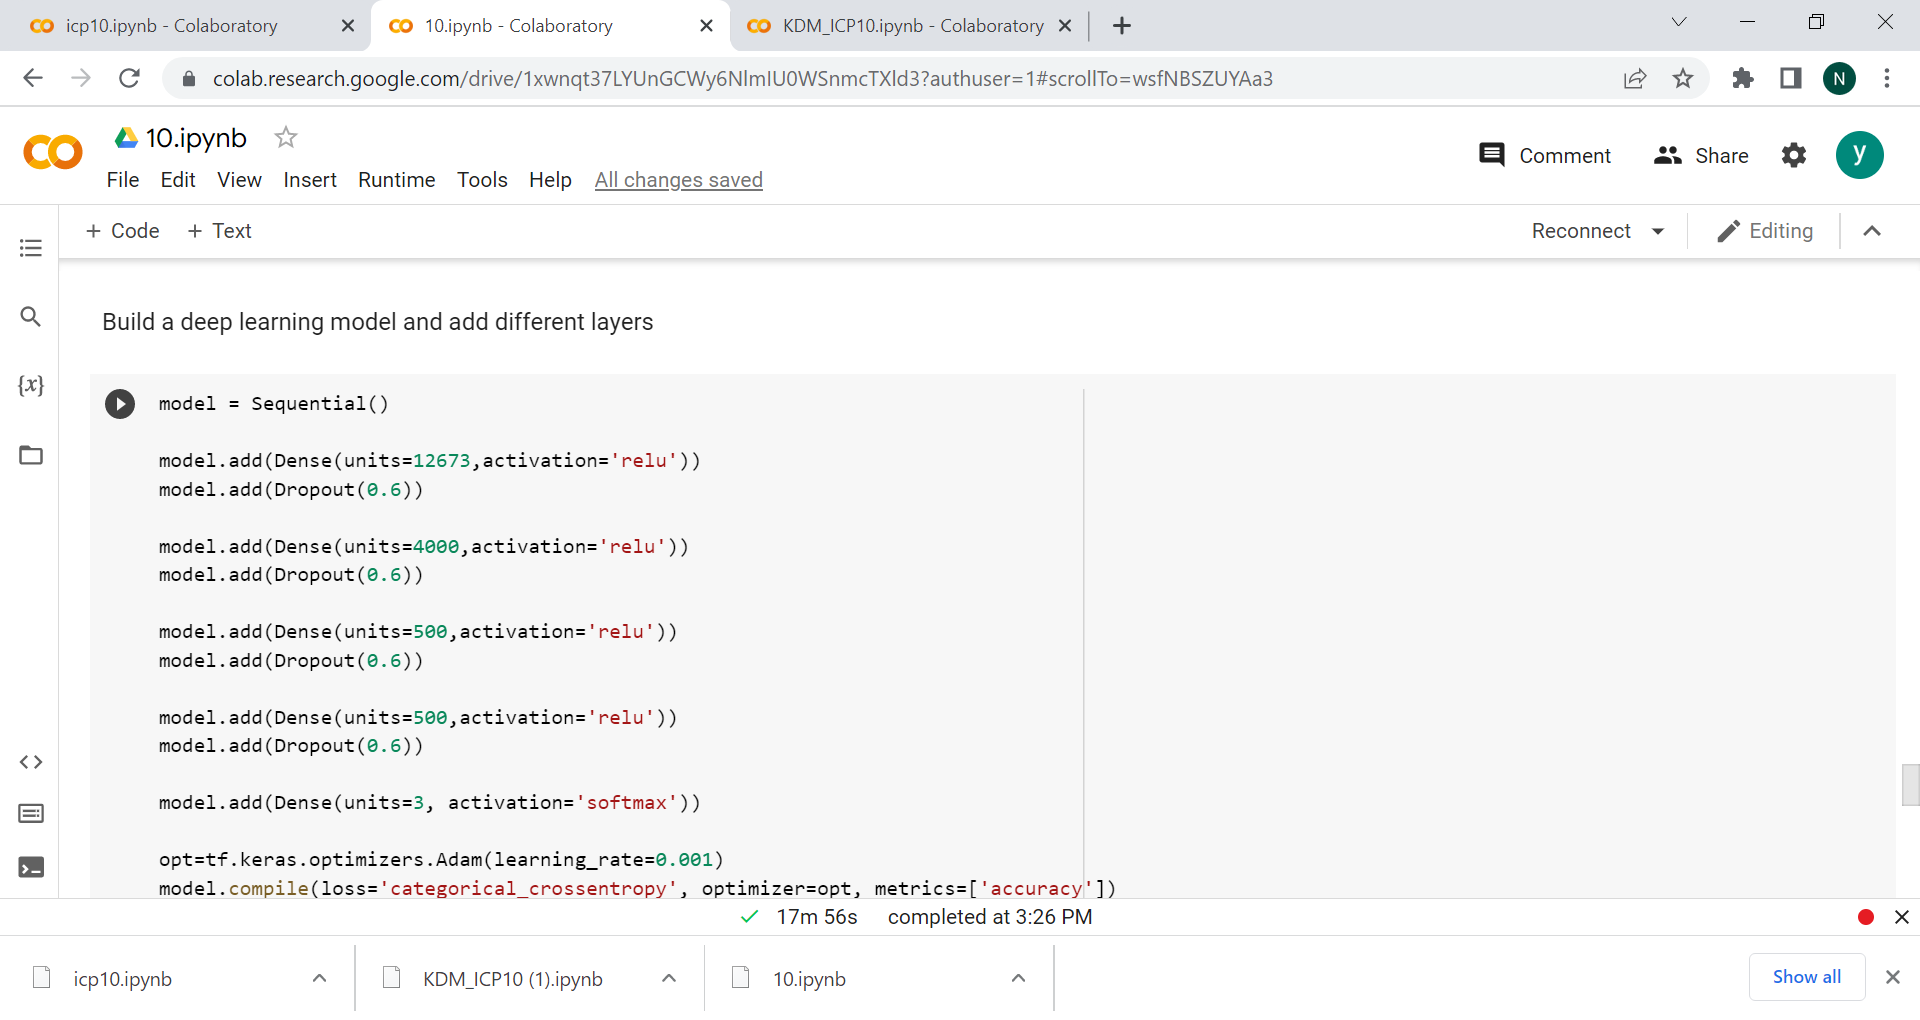 icp10.ipynb - Colaboratory
10.ipynb - Colaboratory
KDM_ICP10.ipynb - Colaboratory
colab.research.google.com/drive/1xwnqt37LYUnGCWy6NlmIU0WSnmcTXld3?authuser=1#scrollTo=wsfNBSZUYAa3
N
10.ipynb
Comment
Share
y
File Edit View Insert Runtime Tools Help All changes saved
+ Code + Text
Reconnect
Editing
Build a deep learning model and add different layers
{x}
model = Sequential()
model.add(Dense(units=12673,activation='relu'))
model.add(Dropout(0.6))
model.add(Dense(units=4000,activation='relu'))
model.add(Dropout(0.6))
model.add(Dense(units=500,activation='relu'))
model.add(Dropout(0.6))
model.add(Dense(units=500,activation='relu'))
model.add(Dropout(0.6))
model.add(Dense(units=3, activation='softmax'))
opt=tf.keras.optimizers.Adam(learning_rate=0.001)
model.compile(loss='categorical_crossentropy', optimizer=opt, metrics=['accuracy'])
17m 56s completed at 3:26 PM
icp10.ipynb
KDM_ICP10 (1).ipynb
10.ipynb
Show all